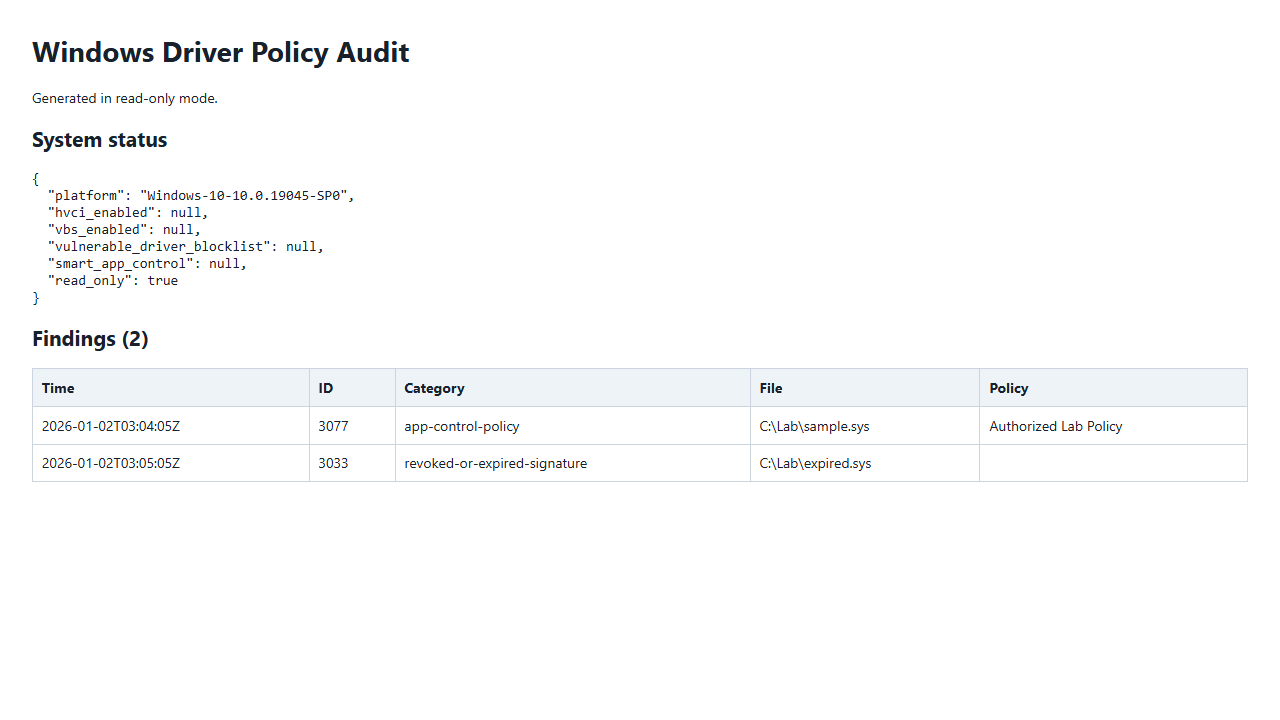 Windows Driver Policy Audit
Generated in read-only mode.
System status
{
  "platform": "Windows-10-10.0.19045-SP0",
  "hvci_enabled": null,
  "vbs_enabled": null,
  "vulnerable_driver_blocklist": null,
  "smart_app_control": null,
  "read_only": true
}
Findings (2)
Time ID Category File Policy
2026-01-02T03:04:05Z 3077 app-control-policy C:\Lab\sample.sys Authorized Lab Policy
2026-01-02T03:05:05Z 3033 revoked-or-expired-signature C:\Lab\expired.sys